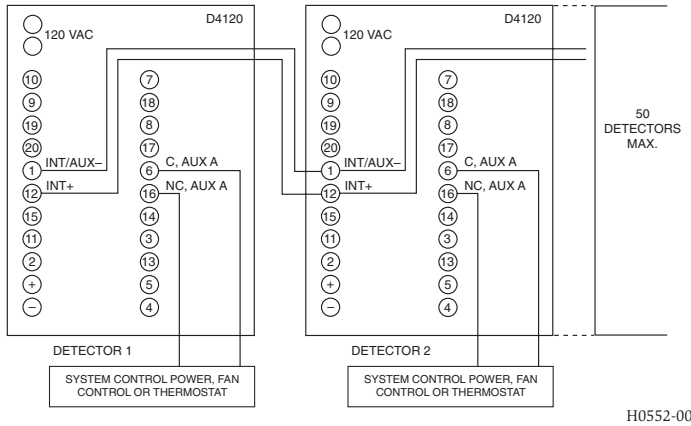 D4120
120 VAC
10
9
19
20
1
12
15
11
2
+
–
7
18
8
17
6
16
14
3
13
5
4
INT/AUX–
INT+
C, AUX A
NC, AUX A
DETECTOR 1
SYSTEM CONTROL POWER, FAN
CONTROL OR THERMOSTAT
D4120
120 VAC
10
9
19
20
1
12
15
11
2
+
–
7
18
8
17
6
16
14
3
13
5
4
INT/AUX–
INT+
C, AUX A
NC, AUX A
DETECTOR 2
SYSTEM CONTROL POWER, FAN
CONTROL OR THERMOSTAT
50
DETECTORS
MAX.
H0552-00